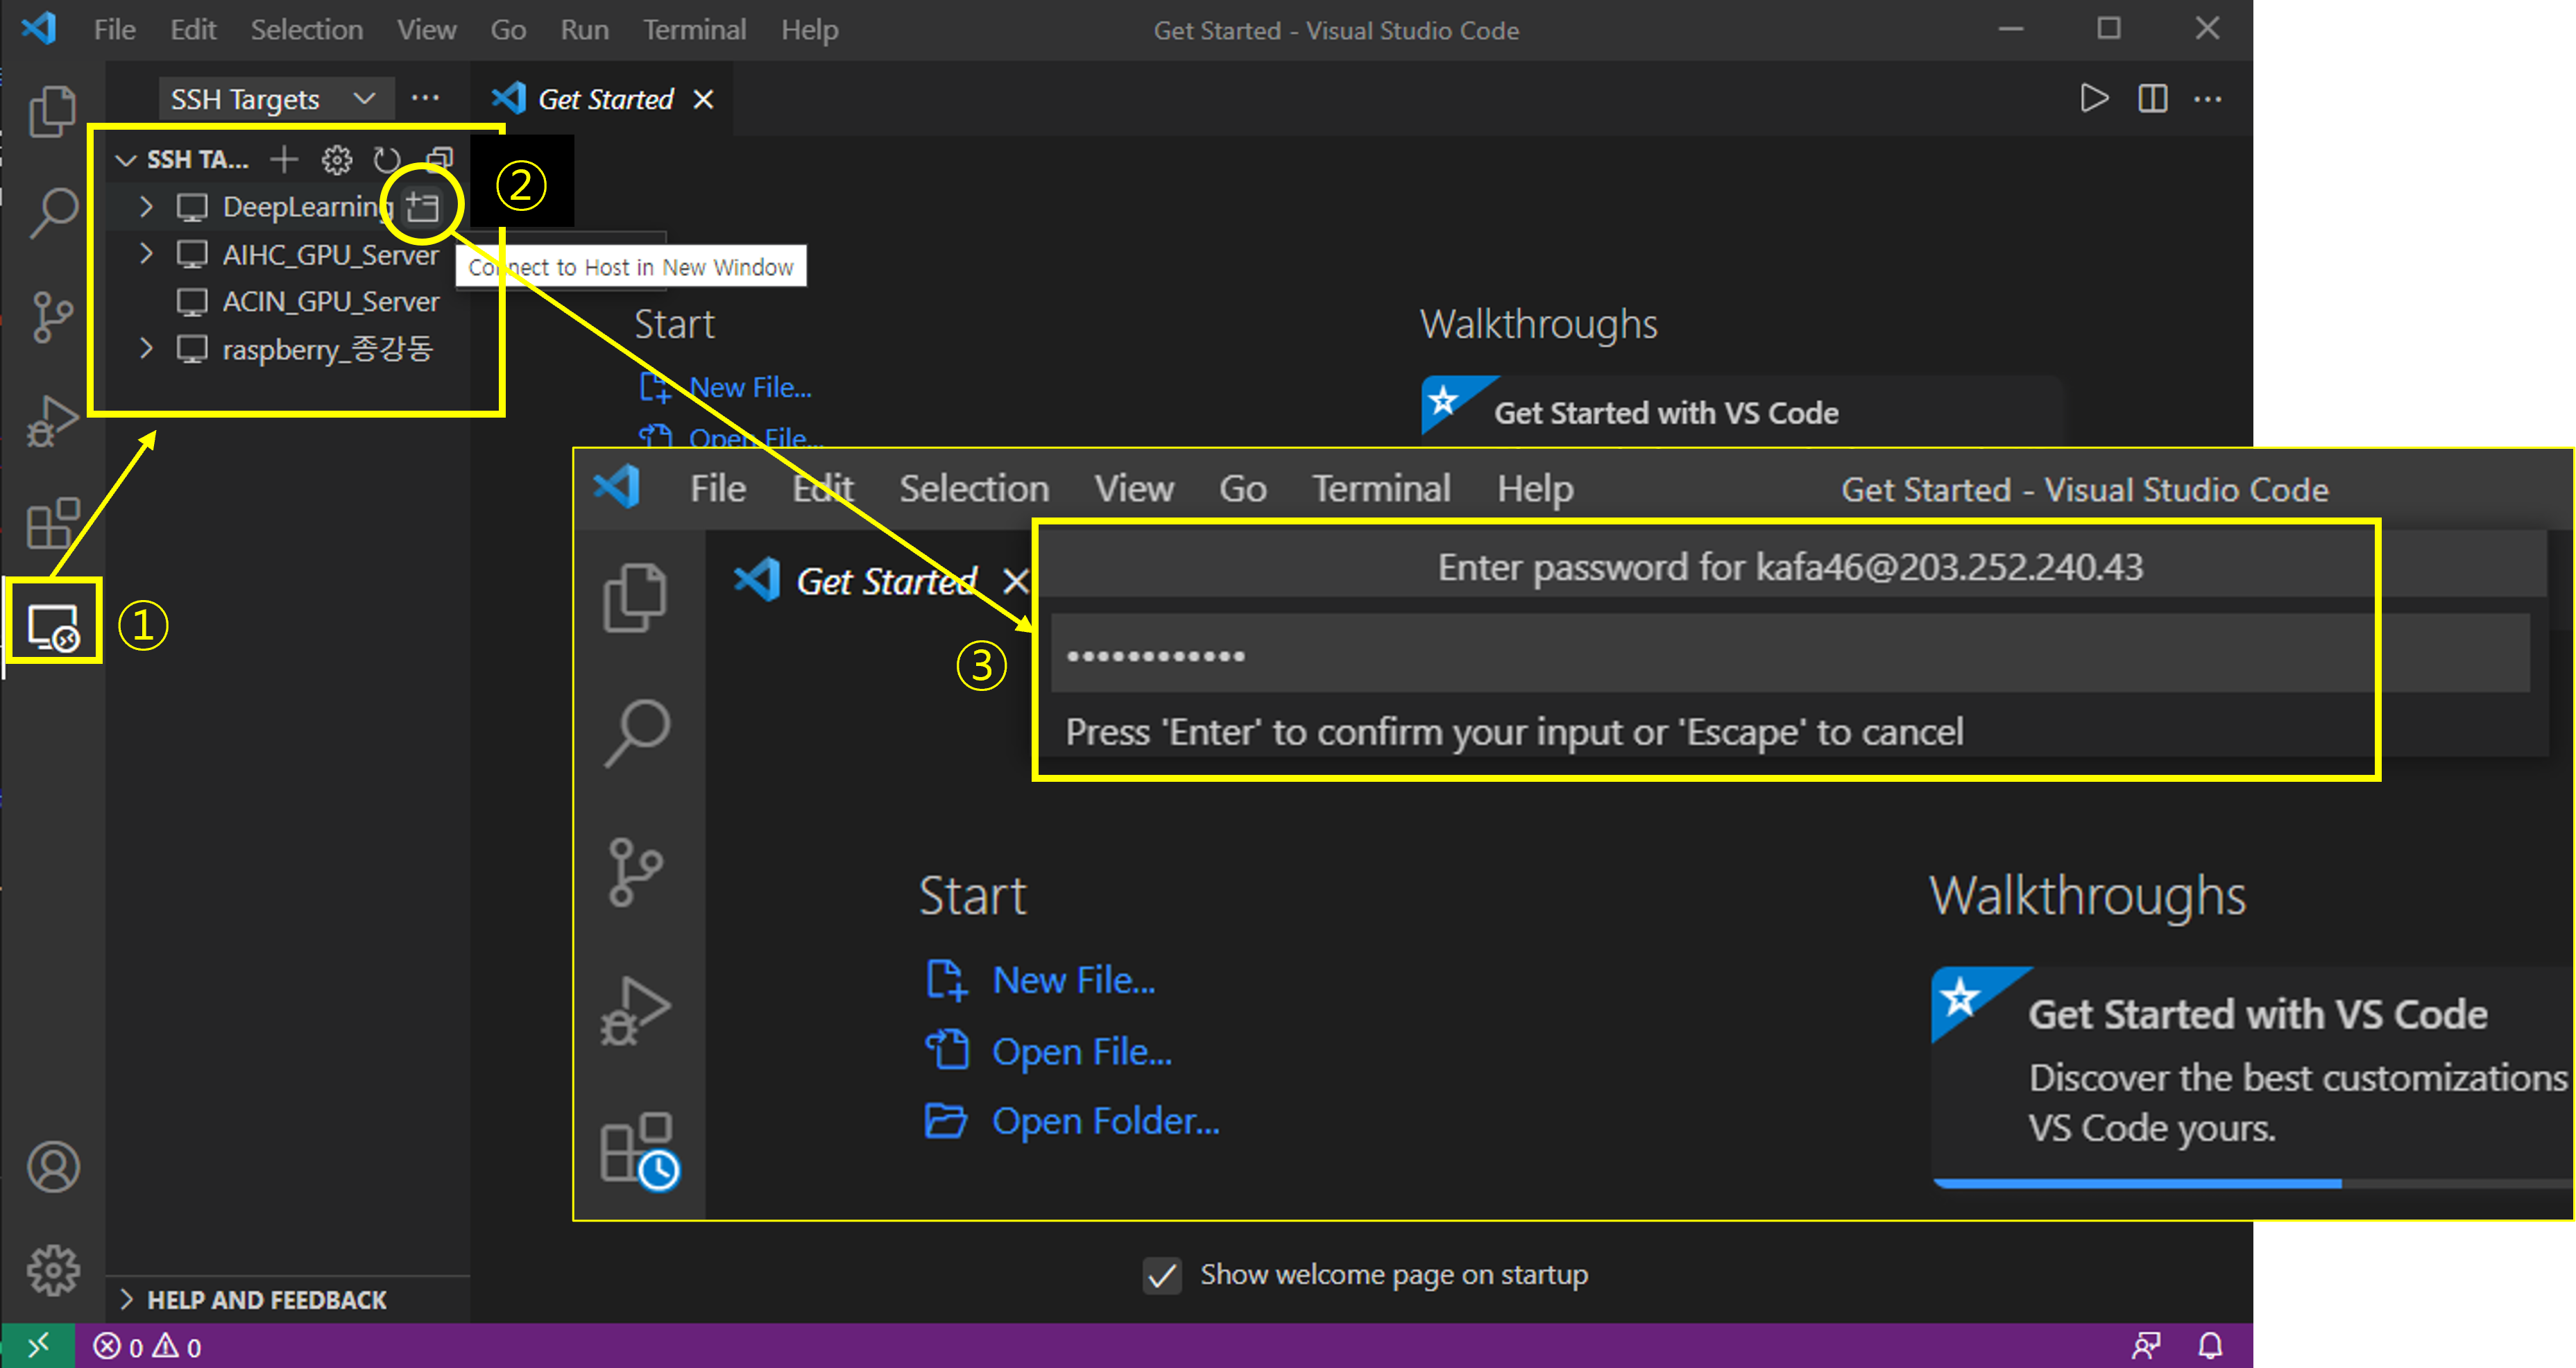 File Edit Selection View Go Run Terminal Help
Get Started - Visual Studio Code
SSH Targets
Get Started
SSH TA...
②
DeepLearning
AIHC_GPU_Server
Connect to Host in New Window
ACIN_GPU_Server
raspberry_종강동
Start
New File...
Open File...
Walkthroughs
Get Started with VS Code
①
File Edit Selection View Go Terminal Help
Get Started - Visual Studio Code
Get Started
Enter password for kafa46@203.252.240.43
③
••••••••••••
Press 'Enter' to confirm your input or 'Escape' to cancel
Start
New File...
Open File...
Open Folder...
Walkthroughs
Get Started with VS Code
Discover the best customizations
VS Code yours.
Show welcome page on startup
HELP AND FEEDBACK
0 0